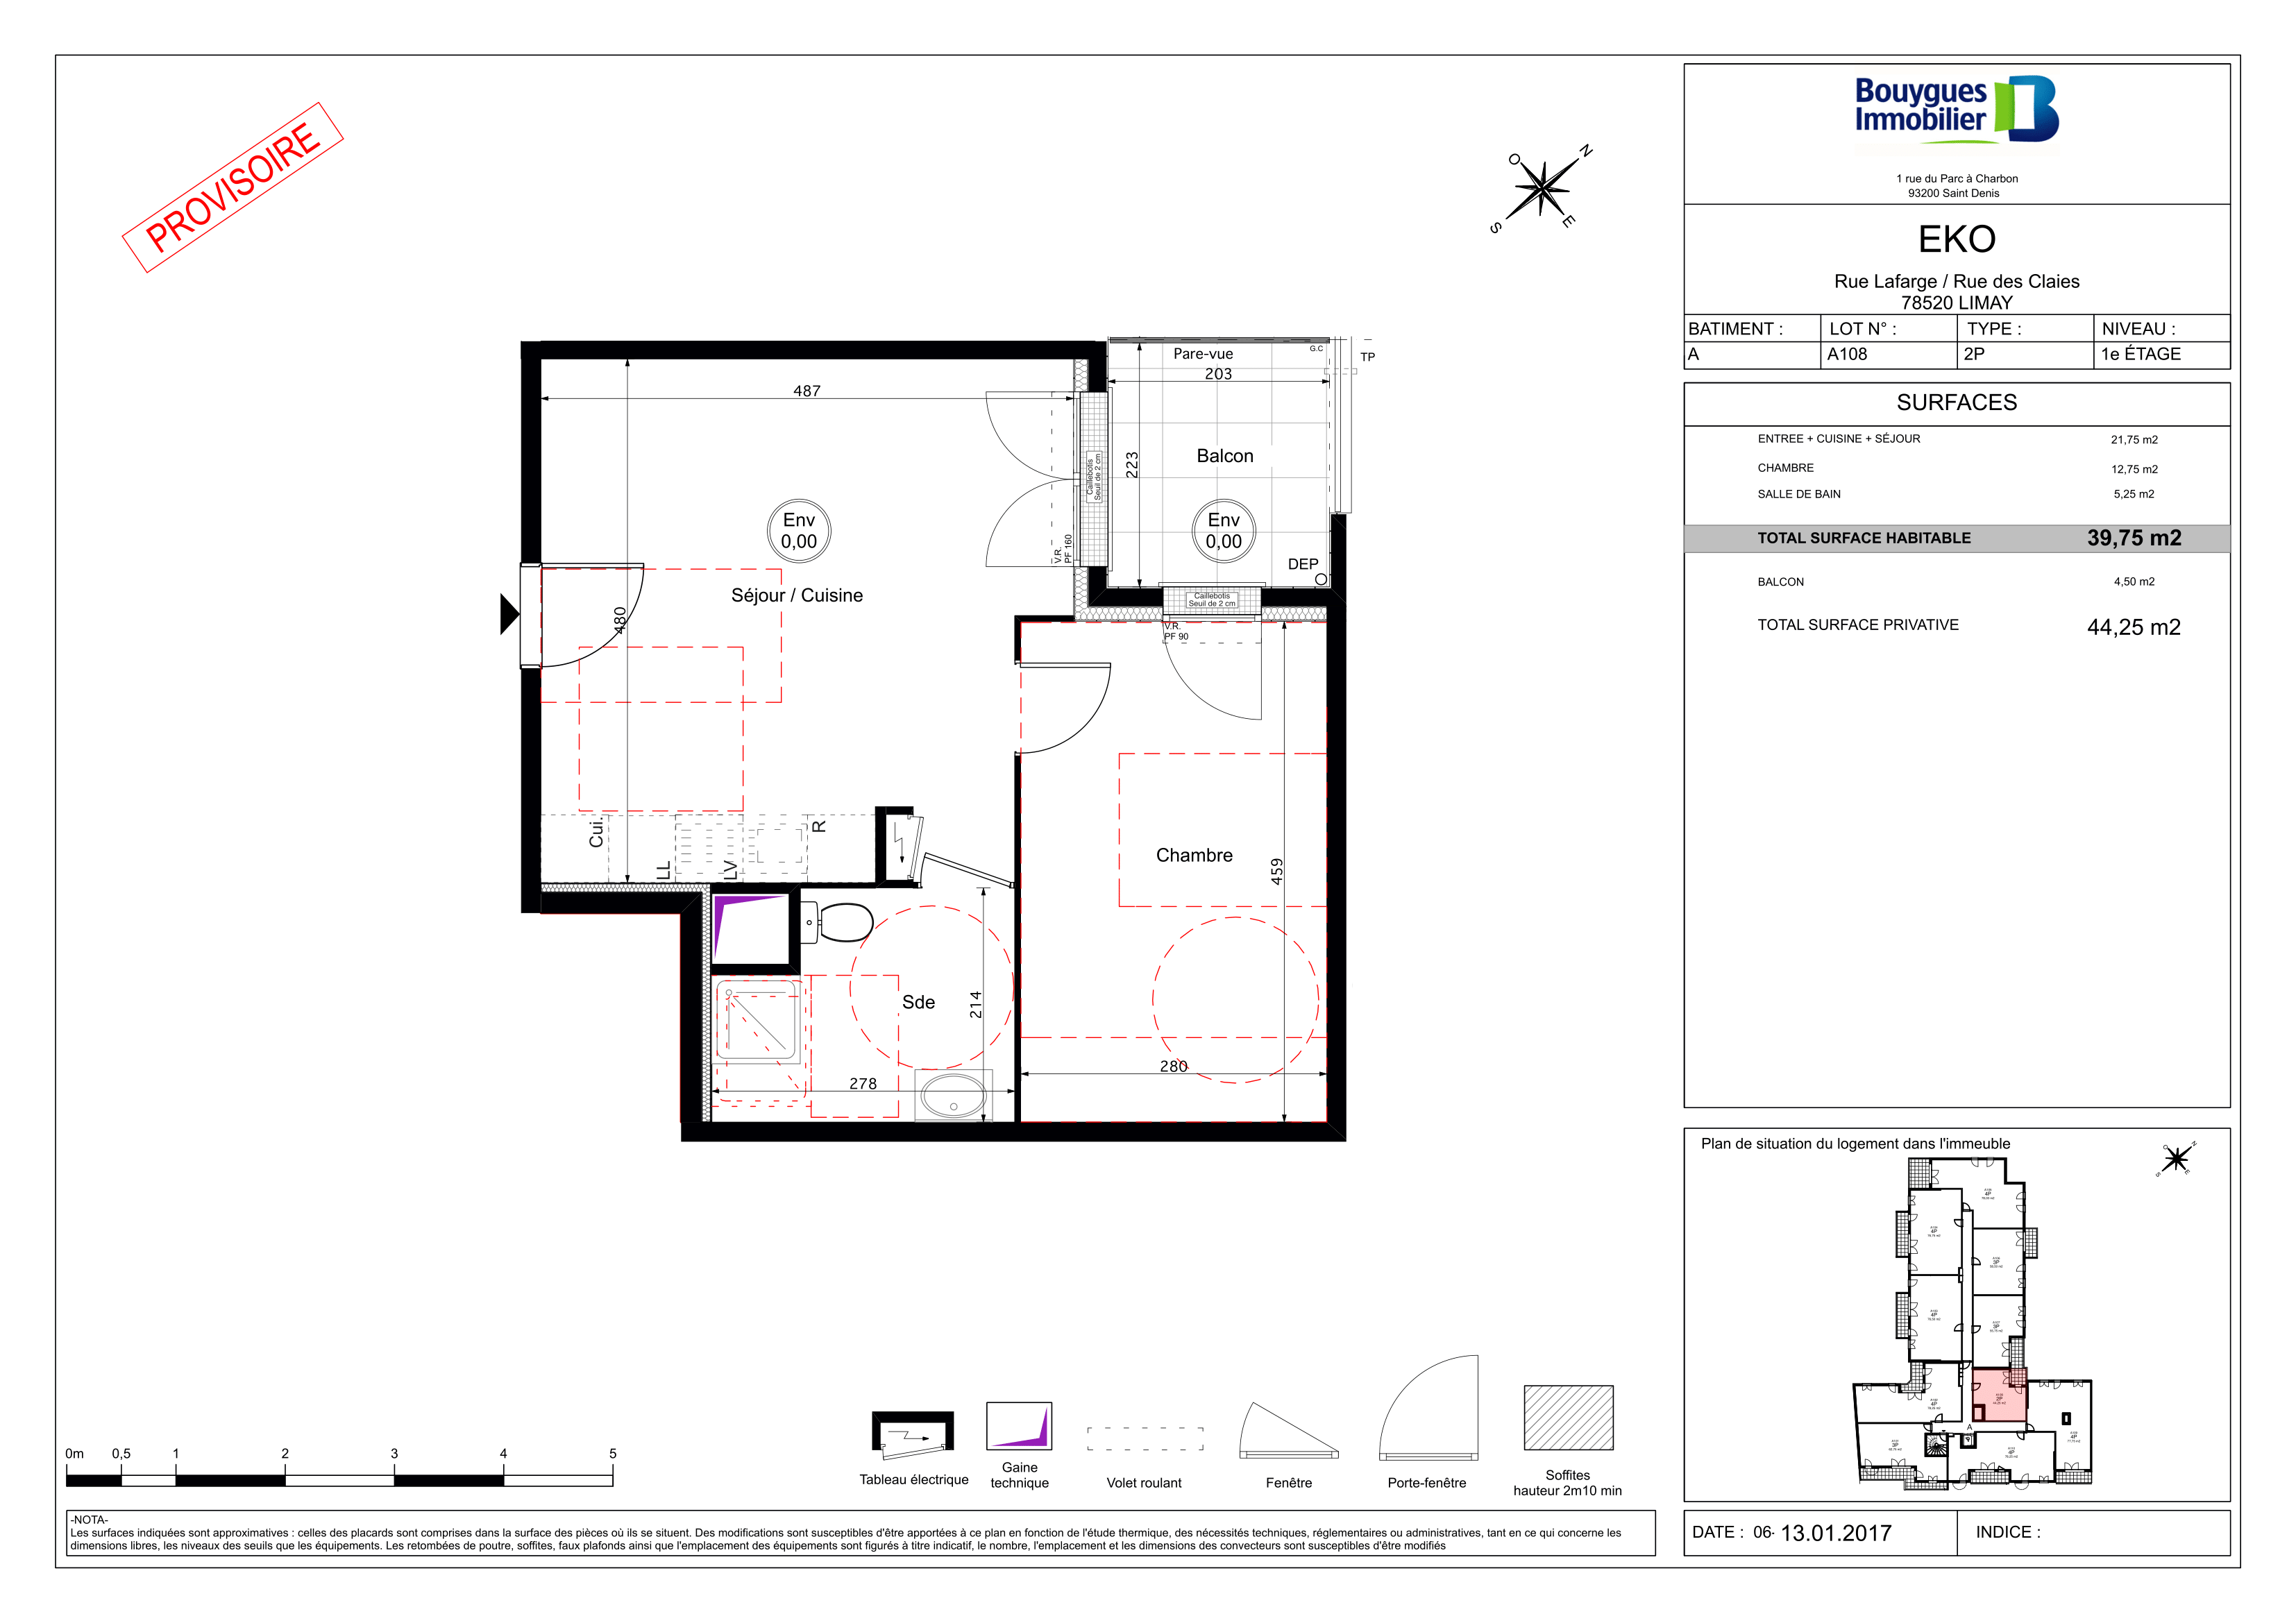 PROVISOIRE
O
N
S
E
Bouygues
Immobilier
1 rue du Parc à Charbon
93200 Saint Denis
EKO
Rue Lafarge / Rue des Claies
78520 LIMAY
BATIMENT : LOT N° : TYPE : NIVEAU :
A A108 2P 1e ÉTAGE
SURFACES
ENTREE + CUISINE + SÉJOUR 21,75 m2
CHAMBRE 12,75 m2
SALLE DE BAIN 5,25 m2
TOTAL SURFACE HABITABLE 39,75 m2
BALCON 4,50 m2
TOTAL SURFACE PRIVATIVE 44,25 m2
Pare-vue
G.C
TP
203
487
223
Balcon
Caillebotis
Seuil de 2 cm
Env
0,00
Env
0,00
V.R.
PF 160
DEP
Séjour / Cuisine
480
Caillebotis
Seuil de 2 cm
V.R.
PF 90
Cui.
LL
LV
R
Chambre
459
Sde
214
278
280
Plan de situation du logement dans l'immeuble
O
N
S
E
4P
4P
3P
4P
3P
4P
2P
A
3P
4P
4P
0m 0,5 1 2 3 4 5
Tableau électrique
Gaine
technique
Volet roulant
Fenêtre
Porte-fenêtre
Soffites
hauteur 2m10 min
-NOTA-
Les surfaces indiquées sont approximatives : celles des placards sont comprises dans la surface des pièces où ils se situent. Des modifications sont susceptibles d'être apportées à ce plan en fonction de l'étude thermique, des nécessités techniques, réglementaires ou administratives, tant en ce qui concerne les
dimensions libres, les niveaux des seuils que les équipements. Les retombées de poutre, soffites, faux plafonds ainsi que l'emplacement des équipements sont figurés à titre indicatif, le nombre, l'emplacement et les dimensions des convecteurs sont susceptibles d'être modifiés
DATE : 06- 13.01.2017 INDICE :